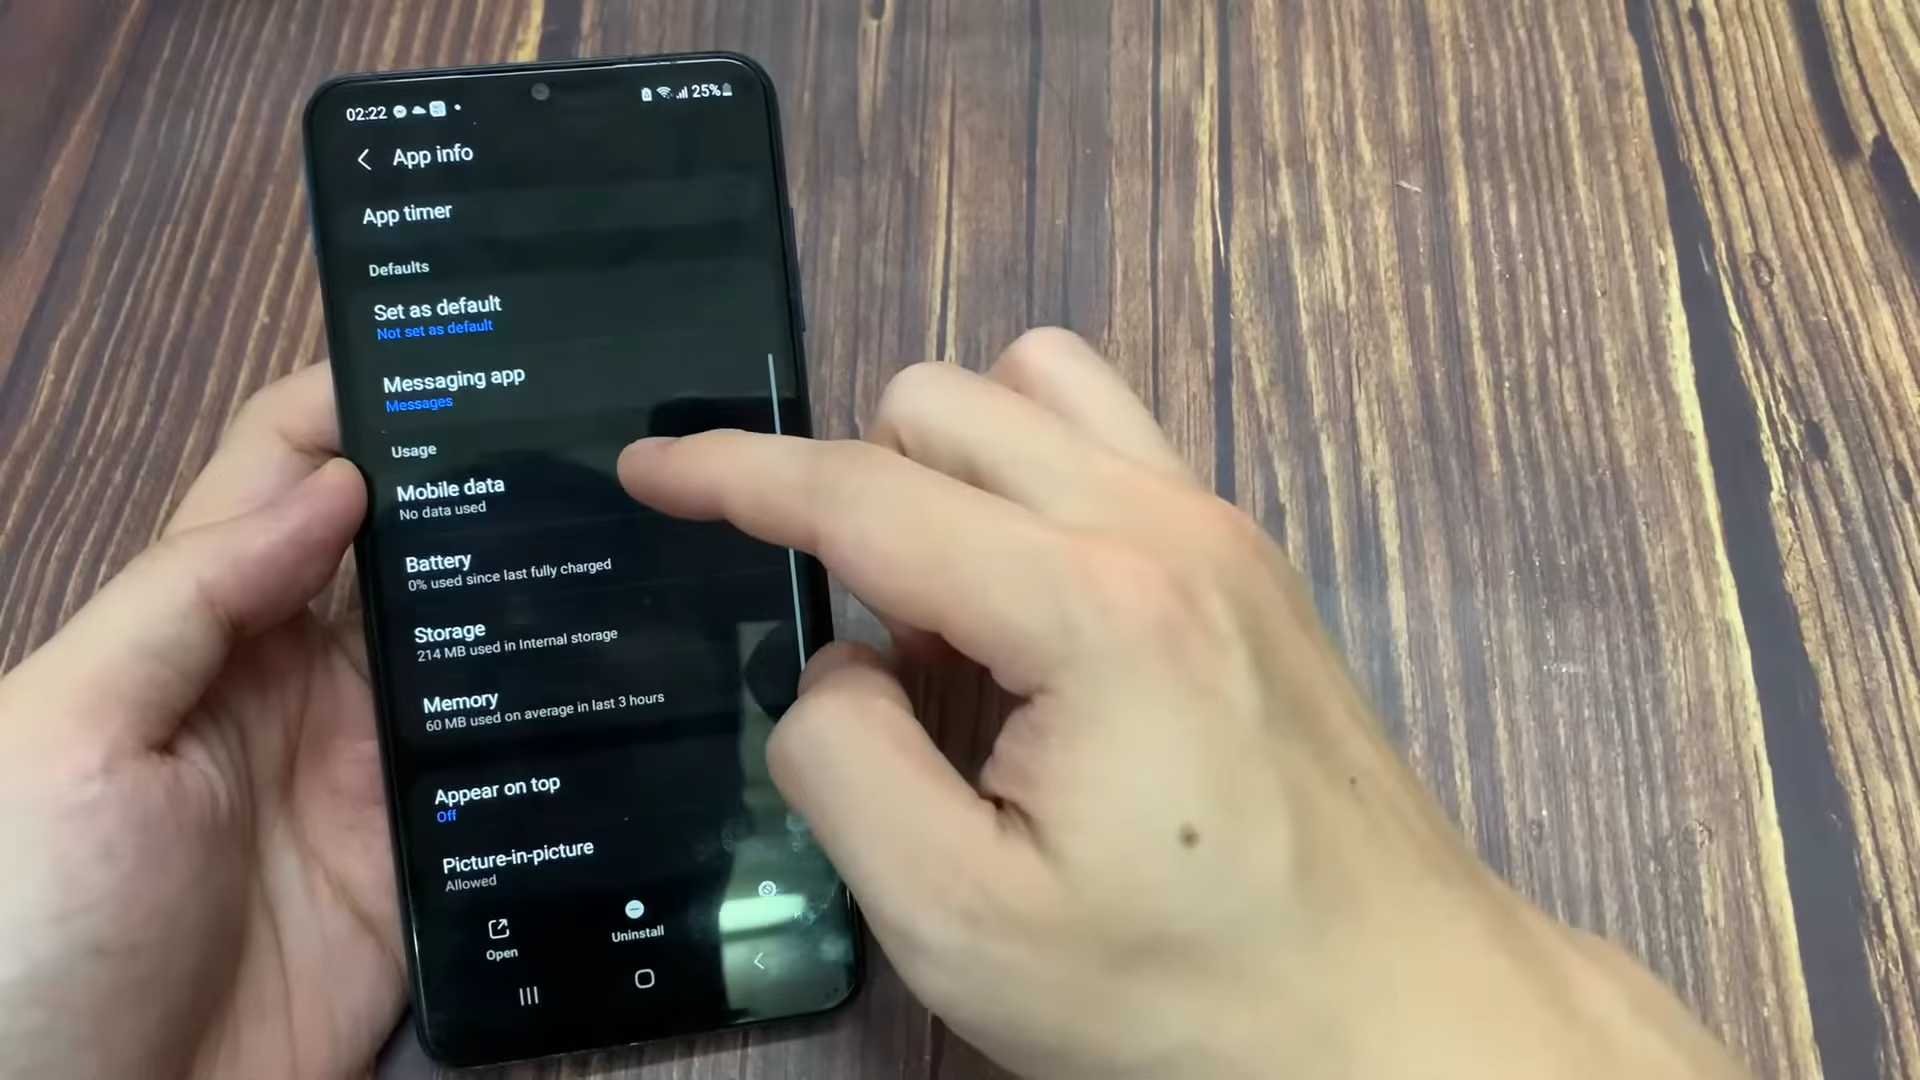 02:22 25%
App info
App timer
Defaults
Set as default
Not set as default
Messaging app
Messages
Usage
Mobile data
No data used
Battery
0% used since last fully charged
Storage
214 MB used in Internal storage
Memory
60 MB used on average in last 3 hours
Appear on top
Off
Picture-in-picture
Allowed
Open
Uninstall